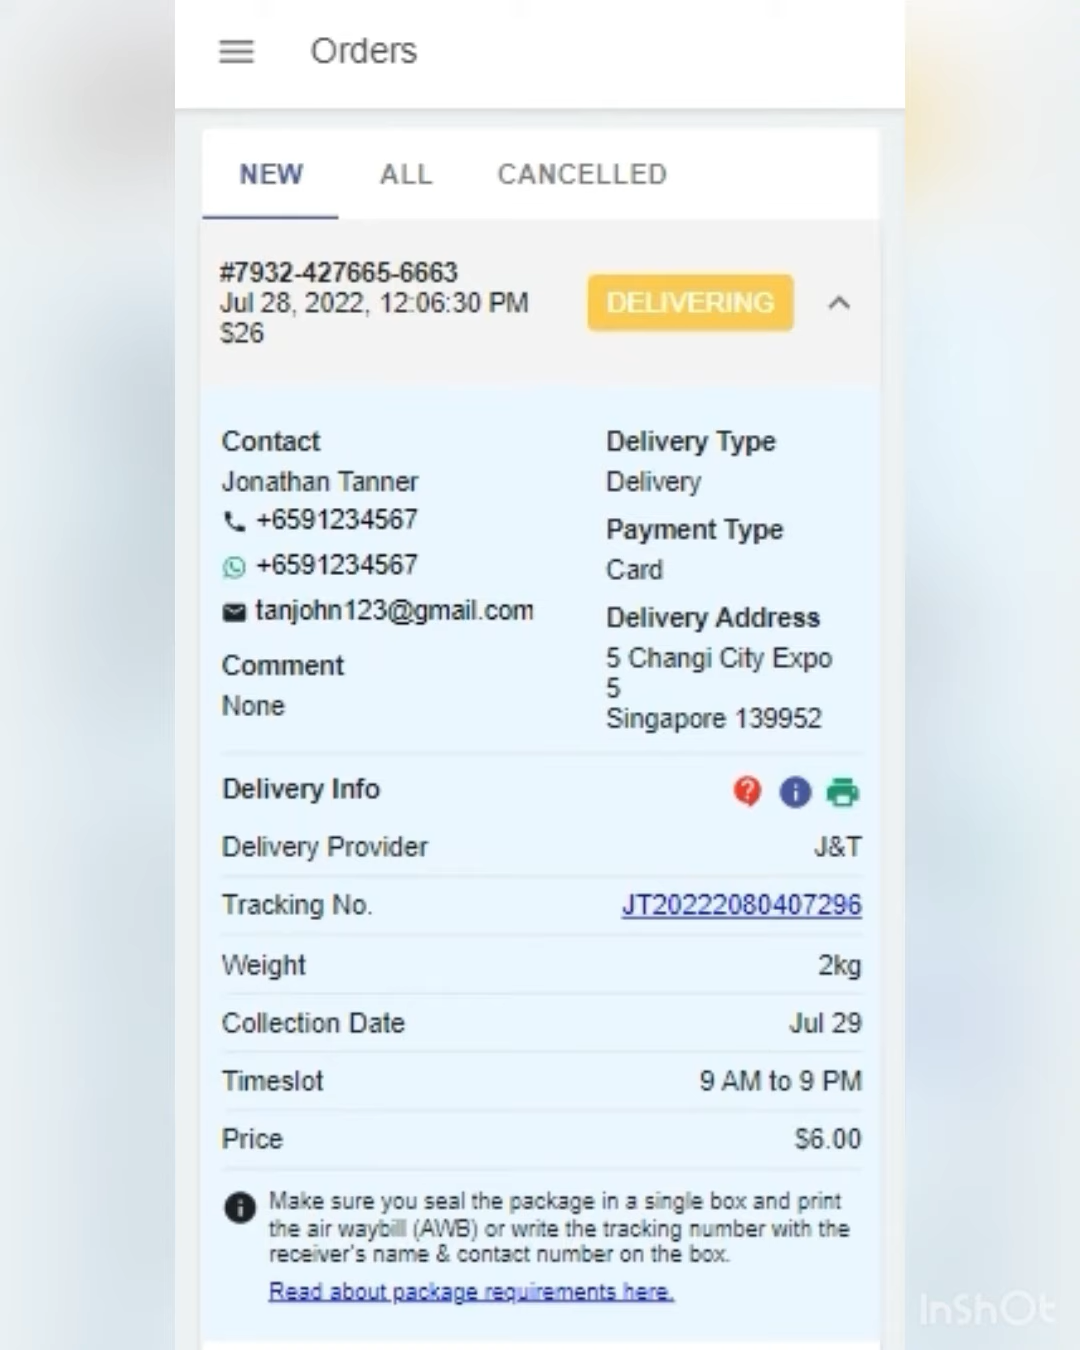 Orders
NEW ALL CANCELLED
#7932-427665-6663
Jul 28, 2022, 12:06:30 PM
$26
DELIVERING
Contact
Jonathan Tanner
+6591234567
+6591234567
tanjohn123@gmail.com
Comment
None
Delivery Type
Delivery
Payment Type
Card
Delivery Address
5 Changi City Expo
5
Singapore 139952
Delivery Info
Delivery Provider J&T
Tracking No. JT20222080407296
Weight 2kg
Collection Date Jul 29
Timeslot 9 AM to 9 PM
Price $6.00
Make sure you seal the package in a single box and print
the air waybill (AWB) or write the tracking number with the
receiver's name & contact number on the box.
Read about package requirements here.
InShOt